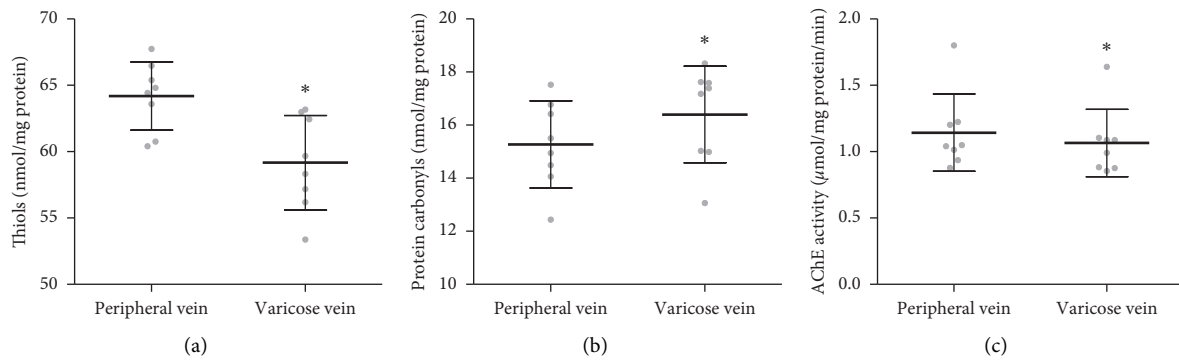 Thiols (nmol/mg protein)
70
65
60
55
50
*
Peripheral vein
Varicose vein
(a)
Protein carbonyls (nmol/mg protein)
20
18
16
14
12
10
*
Peripheral vein
Varicose vein
(b)
AChE activity (µmol/mg protein/min)
2.0
1.5
1.0
0.5
0.0
*
Peripheral vein
Varicose vein
(c)